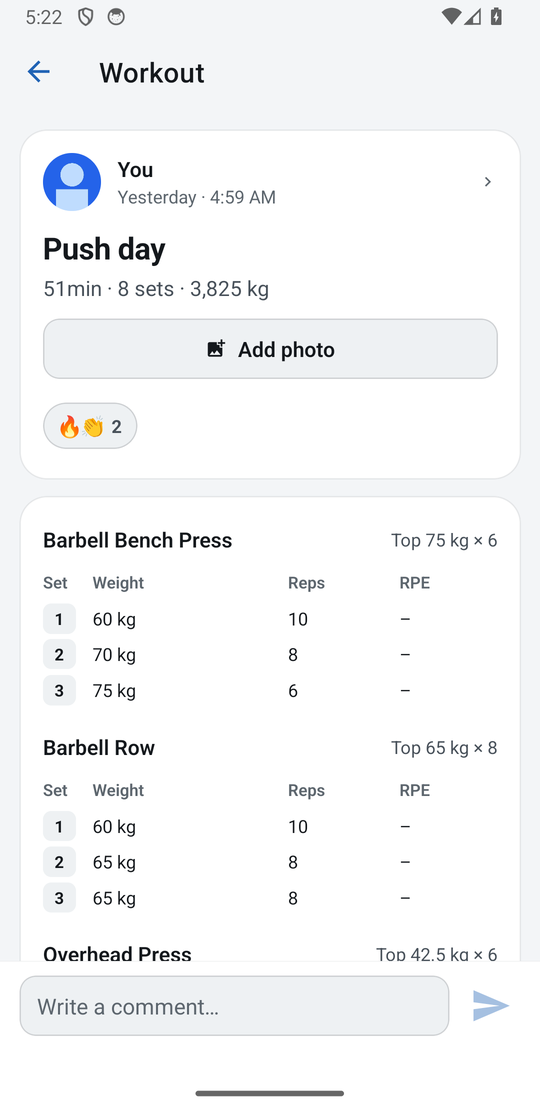 5:22
Workout
You
Yesterday · 4:59 AM
Push day
51min · 8 sets · 3,825 kg
Add photo
🔥👏 2
Barbell Bench Press Top 75 kg × 6
Set Weight Reps RPE
1 60 kg 10 –
2 70 kg 8 –
3 75 kg 6 –
Barbell Row Top 65 kg × 8
Set Weight Reps RPE
1 60 kg 10 –
2 65 kg 8 –
3 65 kg 8 –
Overhead Press Top 42.5 kg × 6
Write a comment…